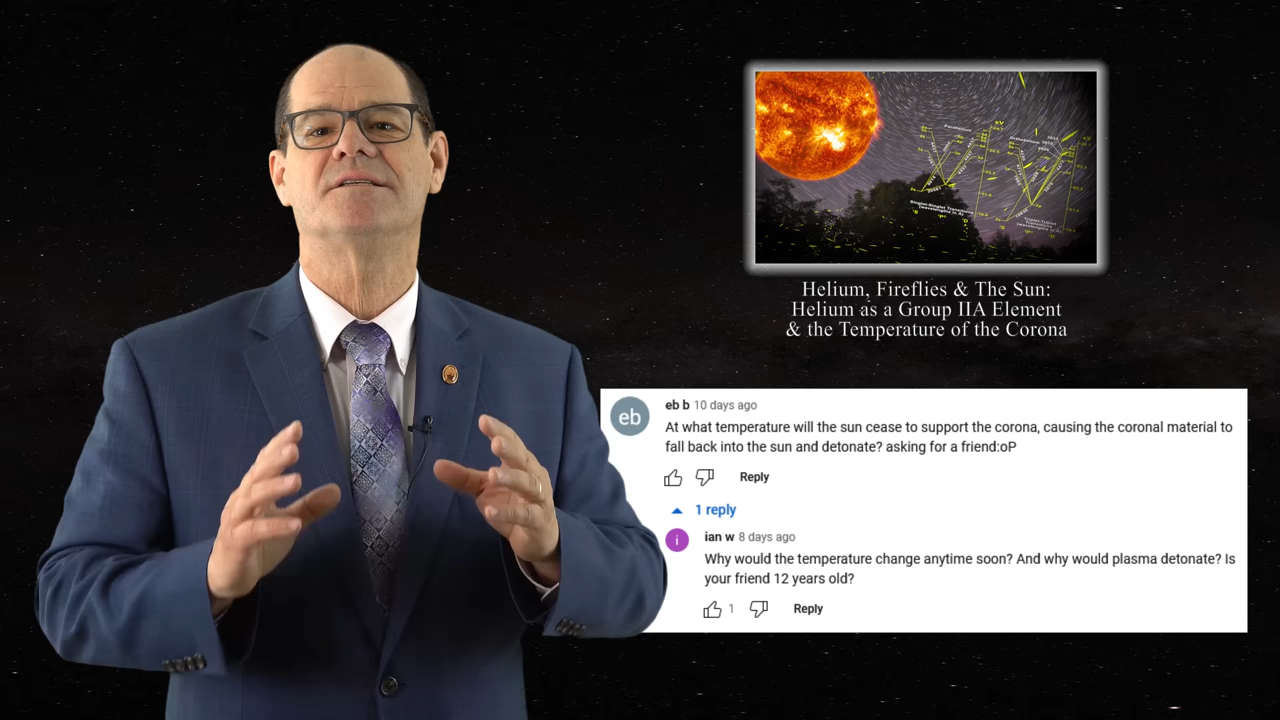 Helium, Fireflies & The Sun:
Helium as a Group IIA Element
& the Temperature of the Corona
eb
eb b 10 days ago
At what temperature will the sun cease to support the corona, causing the coronal material to
fall back into the sun and detonate? asking for a friend:oP
Reply
1 reply
i
ian w 8 days ago
Why would the temperature change anytime soon? And why would plasma detonate? Is
your friend 12 years old?
1
Reply